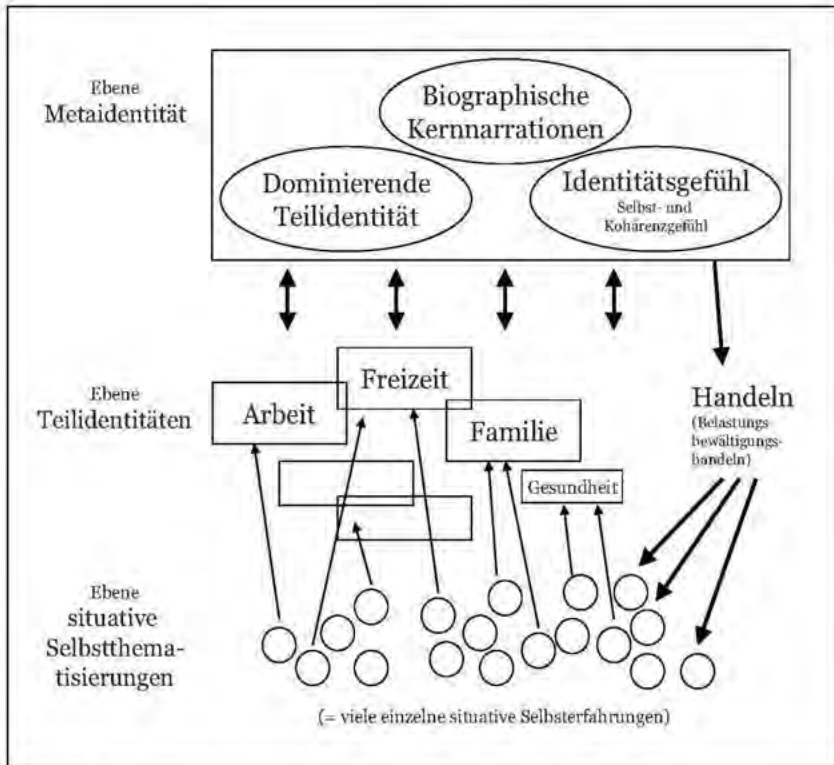 Ebene
Metaidentität
Biographische
Kernnarrationen
Dominierende
Teilidentität
Identitätsgefühl
Selbst- und
Kohärenzgefühl
Ebene
Teilidentitäten
Arbeit
Freizeit
Familie
Gesundheit
Handeln
(Belastungs
bewältigungs-
handeln)
Ebene
situative
Selbstthema-
tisierungen
(= viele einzelne situative Selbsterfahrungen)